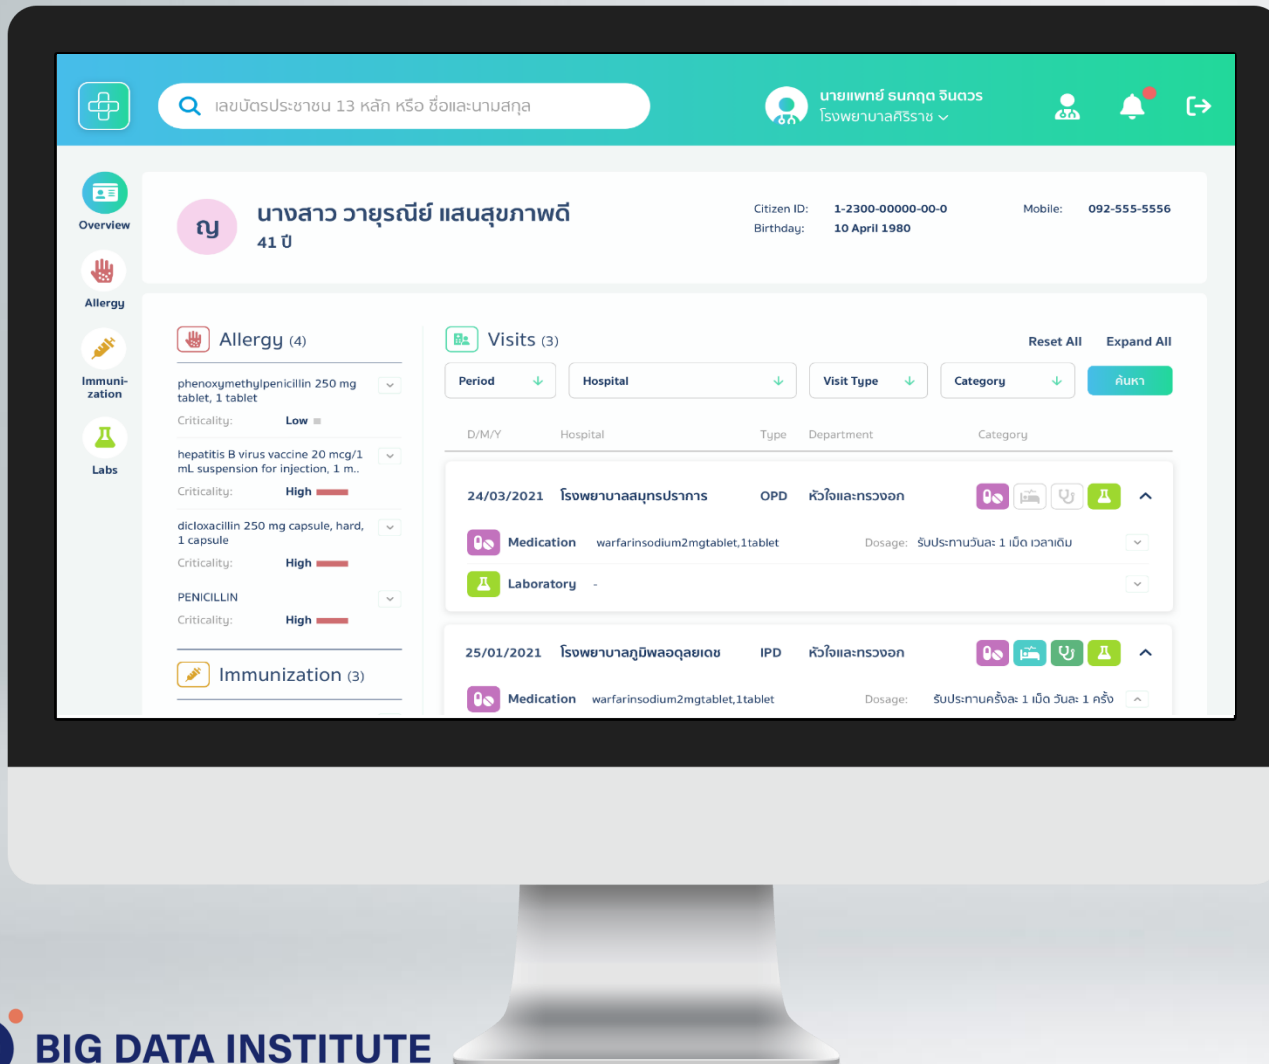 เลขบัตรประชาชน 13 หลัก หรือ ชื่อและนามสกุล
นายแพทย์ ธนกฤต จินตวร
โรงพยาบาลศิริราช
Overview
Allergy
Immuni-
zation
Labs
ญ
นางสาว วายุรณีย์ แสนสุขภาพดี
41 ปี
Citizen ID: 1-2300-00000-00-0
Birthday: 10 April 1980
Mobile: 092-555-5556
Allergy (4)
phenoxymethylpenicillin 250 mg
tablet, 1 tablet
Criticality: Low
hepatitis B virus vaccine 20 mcg/1
mL suspension for injection, 1 m..
Criticality: High
dicloxacillin 250 mg capsule, hard,
1 capsule
Criticality: High
PENICILLIN
Criticality: High
Immunization (3)
Visits (3)
Reset All Expand All
Period Hospital Visit Type Category ค้นหา
D/M/Y Hospital Type Department Category
24/03/2021 โรงพยาบาลสมุทรปราการ OPD หัวใจและทรวงอก
Medication warfarinsodium2mgtablet,1tablet Dosage: รับประทานวันละ 1 เม็ด เวลาเดิม
Laboratory -
25/01/2021 โรงพยาบาลภูมิพลอดุลยเดช IPD หัวใจและทรวงอก
Medication warfarinsodium2mgtablet,1tablet Dosage: รับประทานครั้งละ 1 เม็ด วันละ 1 ครั้ง
BIG DATA INSTITUTE